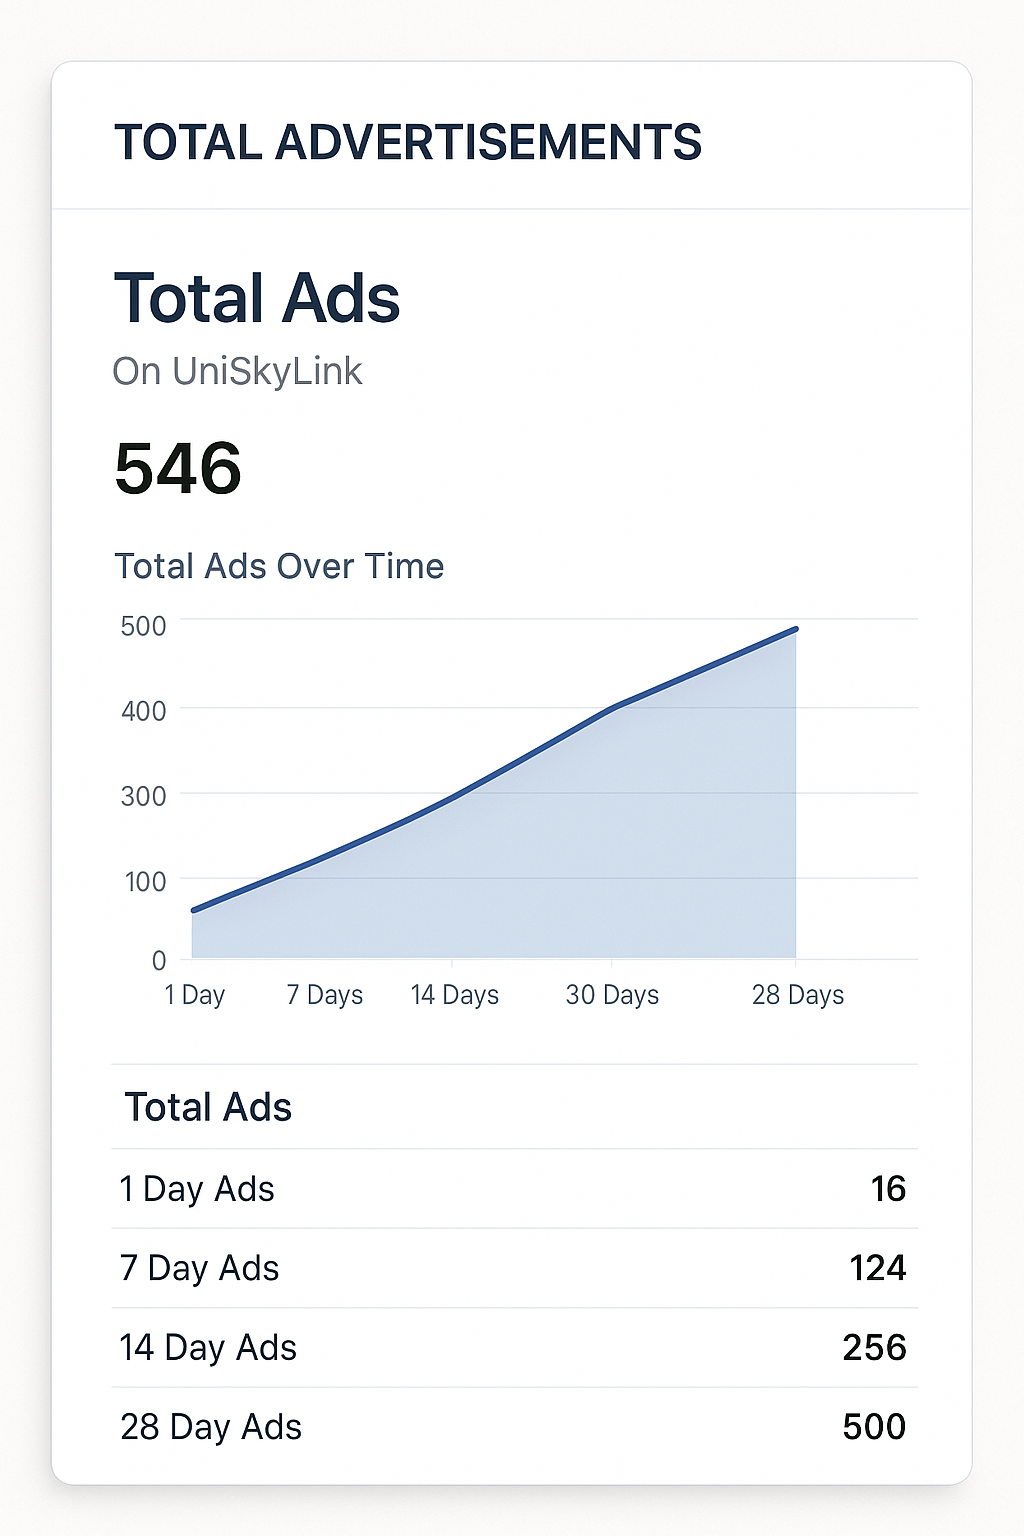 TOTAL ADVERTISEMENTS
Total Ads
On UniSkyLink
546
Total Ads Over Time
500
400
300
100
0
1 Day 7 Days 14 Days 30 Days 28 Days
Total Ads
1 Day Ads 16
7 Day Ads 124
14 Day Ads 256
28 Day Ads 500